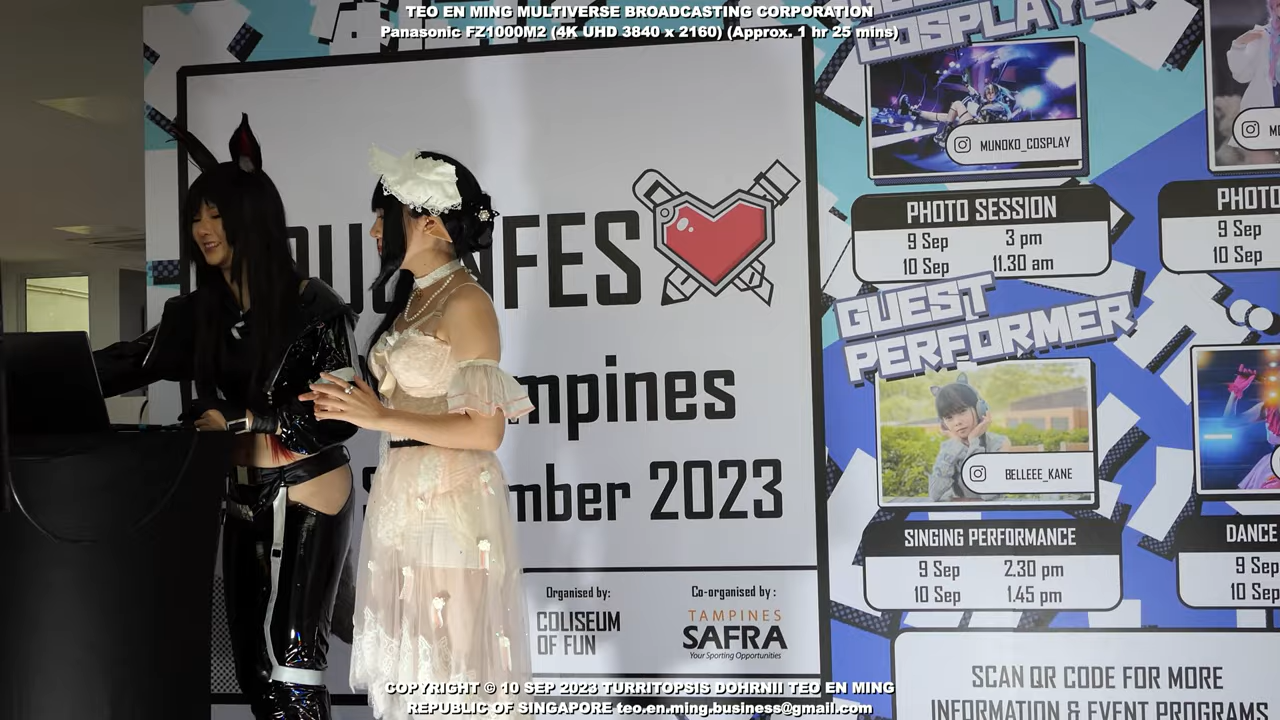 TEO EN MING MULTIVERSE BROADCASTING CORPORATION
Panasonic FZ1000M2 (4K UHD 3840 x 2160) (Approx. 1 hr 25 mins)
COSPLAYER
MUNOKO_COSPLAY
PHOTO SESSION
9 Sep 3 pm
10 Sep 11.30 am
PHOTO
9 Sep
10 Sep
NFES
mpines
mber 2023
GUEST
PERFORMER
BELLEEE_KANE
SINGING PERFORMANCE
9 Sep 2.30 pm
10 Sep 1.45 pm
DANCE
9 Sep
10 Sep
Organised by:
COLISEUM
OF FUN
Co-organised by :
TAMPINES
SAFRA
Your Sporting Opportunities
SCAN QR CODE FOR MORE
INFORMATION & EVENT PROGRAMS
COPYRIGHT © 10 SEP 2023 TURRITOPSIS DOHRNII TEO EN MING
REPUBLIC OF SINGAPORE teo.en.ming.business@gmail.com